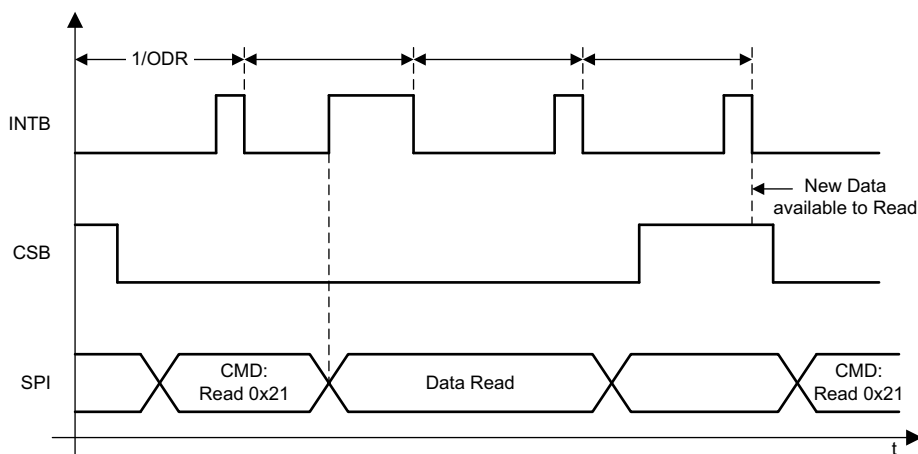 1/ODR
INTB
New Data
available to Read
CSB
SPI
CMD:
Read 0x21
Data Read
CMD:
Read 0x21
t